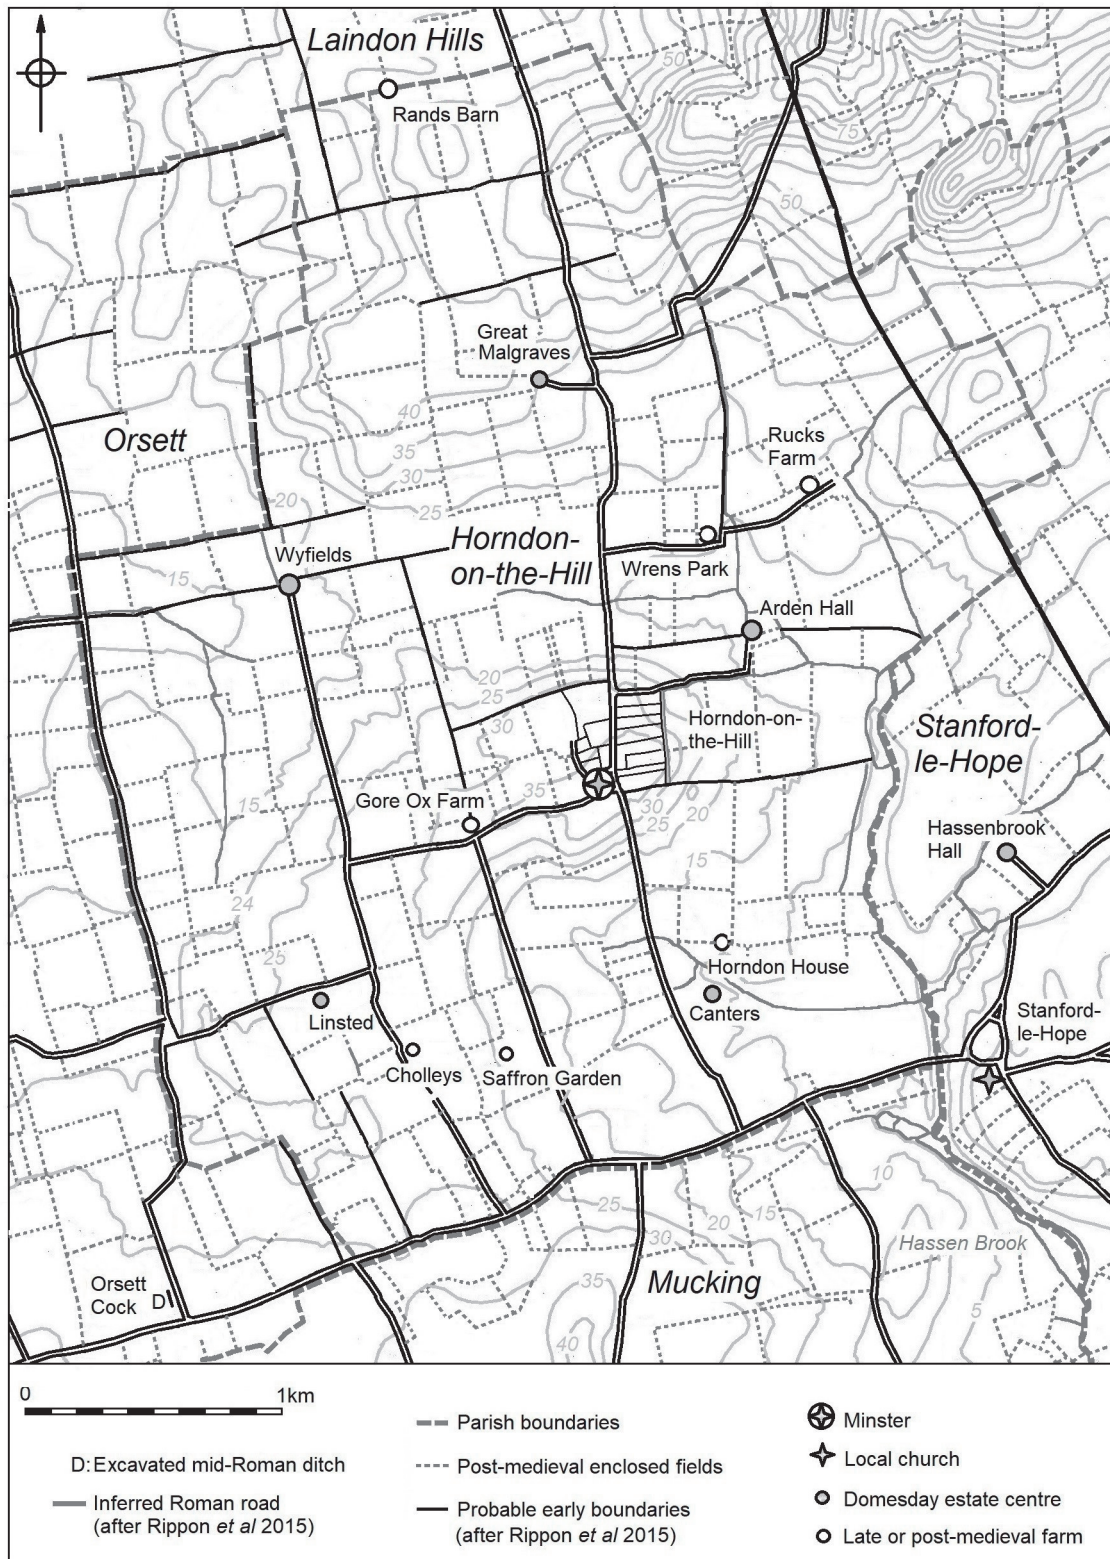 Laindon Hills
50
Rands Barn
75
50
Great
Malgraves
40
35
30
25
Orsett
Rucks
Farm
20
Horndon-
on-the-Hill
Wyfields
15
Wrens Park
Arden Hall
20
25
30
Horndon-on-
the-Hill
Stanford-
le-Hope
15
Gore Ox Farm
35
30
25
20
15
Hassenbrook
Hall
24
25
Horndon House
Linsted
Canters
Stanford-
le-Hope
Cholleys
Saffron Garden
10
25
20
15
30
Hassen Brook
Orsett
Cock
D
35
Mucking
40
5
0
1km
Parish boundaries
Minster
D: Excavated mid-Roman ditch
Post-medieval enclosed fields
Local church
Inferred Roman road
(after Rippon et al 2015)
Probable early boundaries
(after Rippon et al 2015)
Domesday estate centre
Late or post-medieval farm